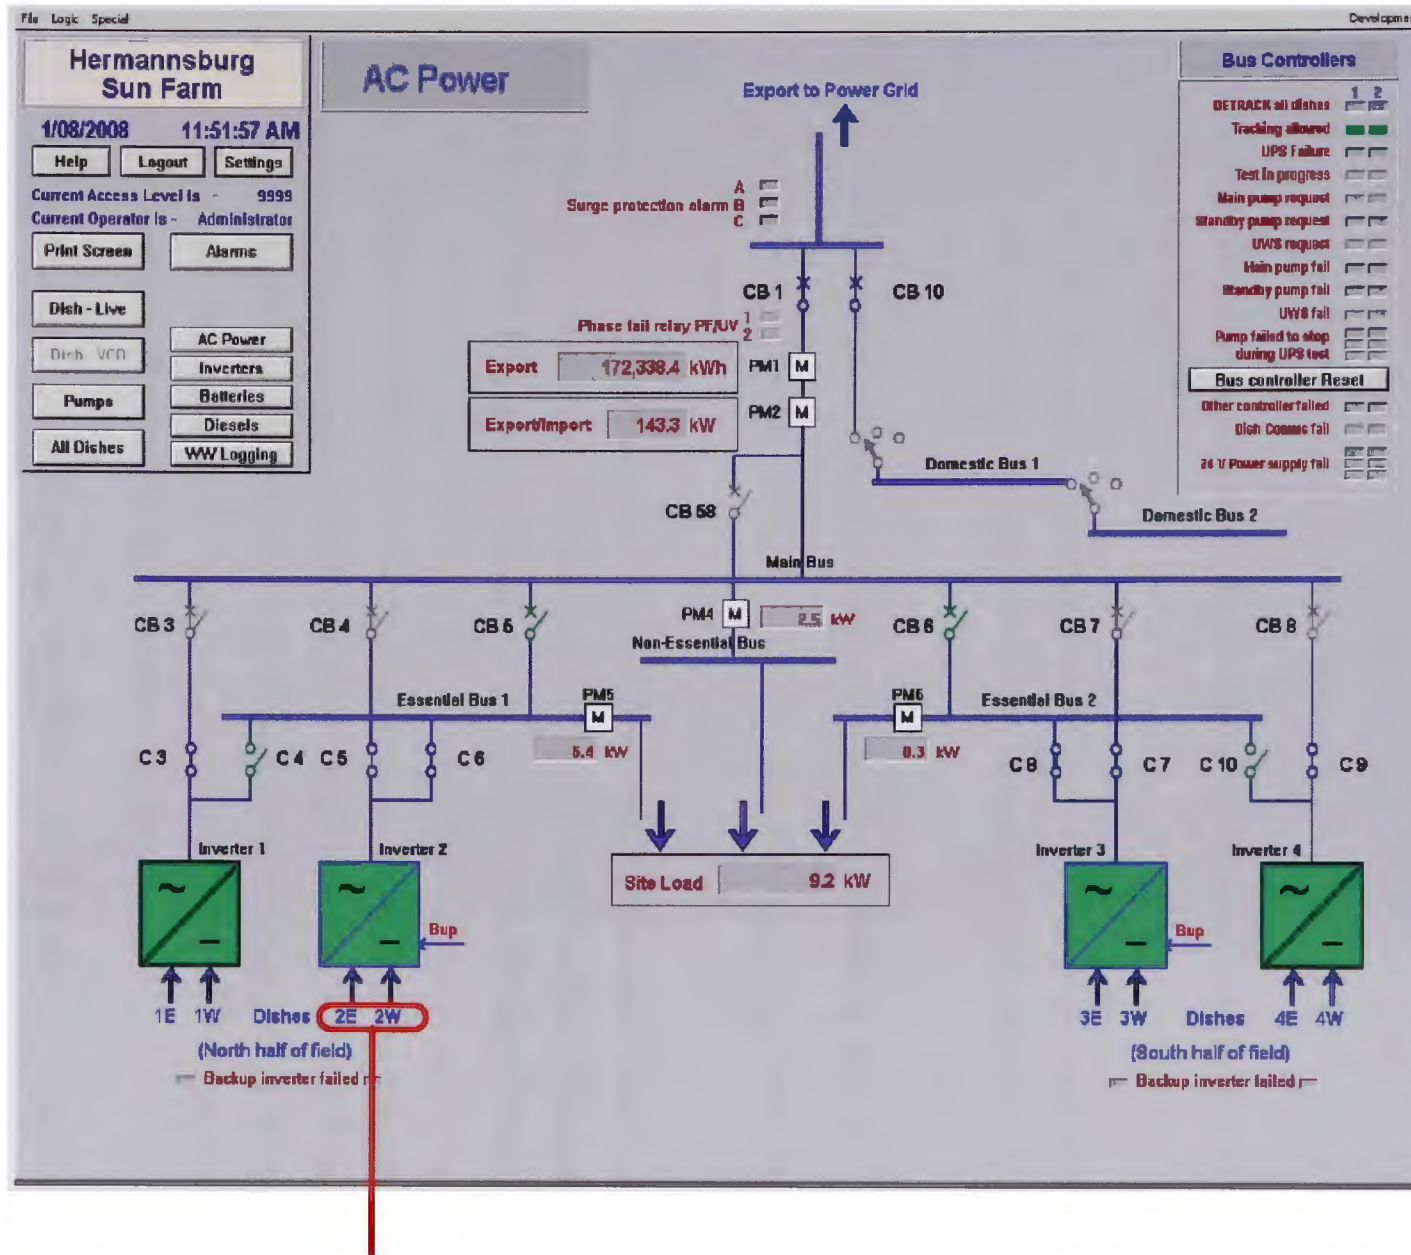 File Logic Special
Developme
Hermannsburg
Sun Farm
1/08/2008 11:51:57 AM
Help Logout Settings
Current Access Level is - 9999
Current Operator is - Administrator
Print Screen Alarms
Dish - Live
Dish VCD
Pumps
All Dishes
AC Power
Inverters
Batteries
Diesels
WW Logging
AC Power
Export to Power Grid
A
Surge protection alarm B
C
CB 1
CB 10
Phase fail relay PF/UV 1
2
Export 172,338.4 kWh
PM1 M
Export/Import 143.3 kW
PM2 M
Domestic Bus 1
Domestic Bus 2
CB 58
Main Bus
CB 3
CB 4
CB 5
PM4 M 2.5 kW
CB 6
CB 7
CB 8
Non-Essential Bus
Essential Bus 1
PM5
M
5.4 kW
PM6
M
0.3 kW
Essential Bus 2
C 3
C 4
C 5
C 6
C 8
C 7
C 10
C 9
Inverter 1
Inverter 2
Inverter 3
Inverter 4
Site Load 9.2 kW
~
–
~
–
Bup
~
–
Bup
~
–
1E 1W Dishes 2E 2W
(North half of field)
Backup inverter failed
3E 3W Dishes 4E 4W
(South half of field)
Backup inverter failed
Bus Controllers
1 2
DETRACK all dishes
Tracking allowed
UPS Failure
Test in progress
Main pump request
Standby pump request
UWS request
Main pump fail
Standby pump fail
UWS fail
Pump failed to stop
during UPS test
Bus controller Reset
Other controller failed
Dish Comms fail
24 V Power supply fail